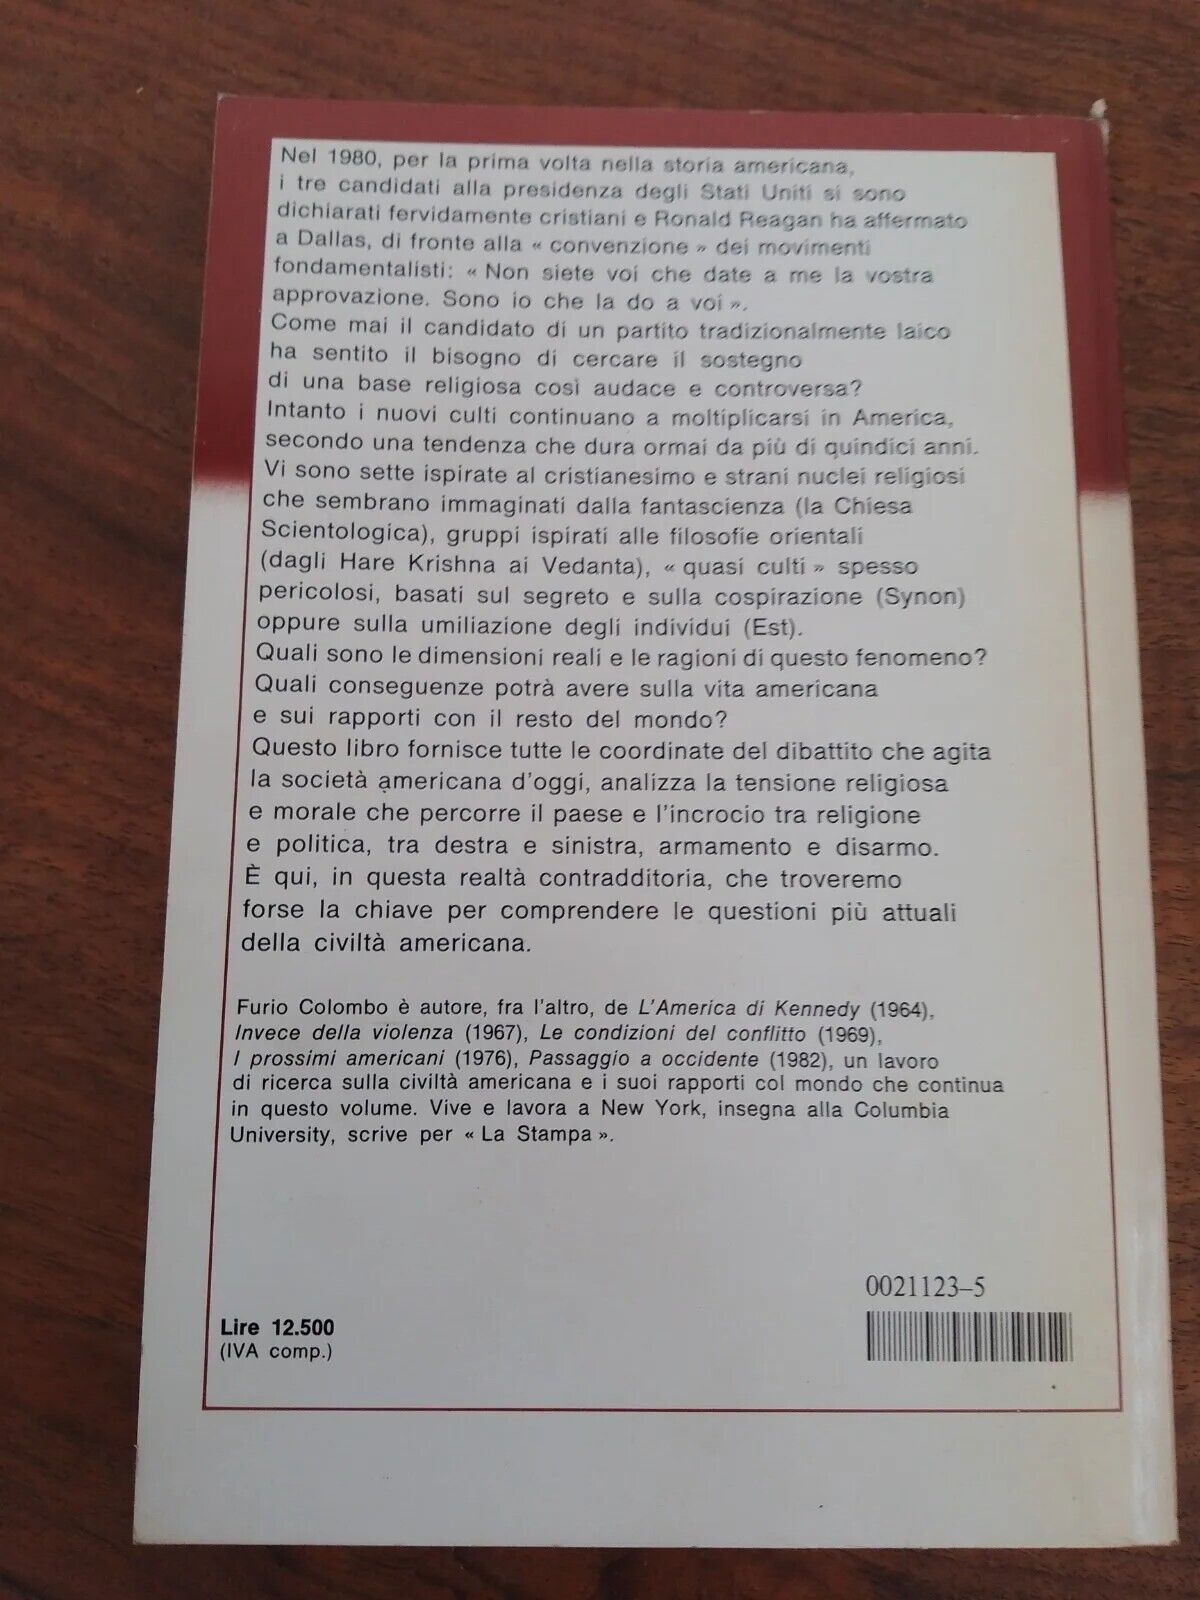 Nel 1980, per la prima volta nella storia americana,
i tre candidati alla presidenza degli Stati Uniti si sono
dichiarati fervidamente cristiani e Ronald Reagan ha affermato
a Dallas, di fronte alla « convenzione » dei movimenti
fondamentalisti: « Non siete voi che date a me la vostra
approvazione. Sono io che la do a voi ».
Come mai il candidato di un partito tradizionalmente laico
ha sentito il bisogno di cercare il sostegno
di una base religiosa così audace e controversa?
Intanto i nuovi culti continuano a moltiplicarsi in America,
secondo una tendenza che dura ormai da più di quindici anni.
Vi sono sette ispirate al cristianesimo e strani nuclei religiosi
che sembrano immaginati dalla fantascienza (la Chiesa
Scientologica), gruppi ispirati alle filosofie orientali
(dagli Hare Krishna ai Vedanta), « quasi culti » spesso
pericolosi, basati sul segreto e sulla cospirazione (Synon)
oppure sulla umiliazione degli individui (Est).
Quali sono le dimensioni reali e le ragioni di questo fenomeno?
Quali conseguenze potrà avere sulla vita americana
e sui rapporti con il resto del mondo?
Questo libro fornisce tutte le coordinate del dibattito che agita
la società americana d'oggi, analizza la tensione religiosa
e morale che percorre il paese e l'incrocio tra religione
e politica, tra destra e sinistra, armamento e disarmo.
È qui, in questa realtà contradditoria, che troveremo
forse la chiave per comprendere le questioni più attuali
della civiltà americana.
Furio Colombo è autore, fra l'altro, de L'America di Kennedy (1964),
Invece della violenza (1967), Le condizioni del conflitto (1969),
I prossimi americani (1976), Passaggio a occidente (1982), un lavoro
di ricerca sulla civiltà americana e i suoi rapporti col mondo che continua
in questo volume. Vive e lavora a New York, insegna alla Columbia
University, scrive per « La Stampa ».
0021123-5
Lire 12.500
(IVA comp.)